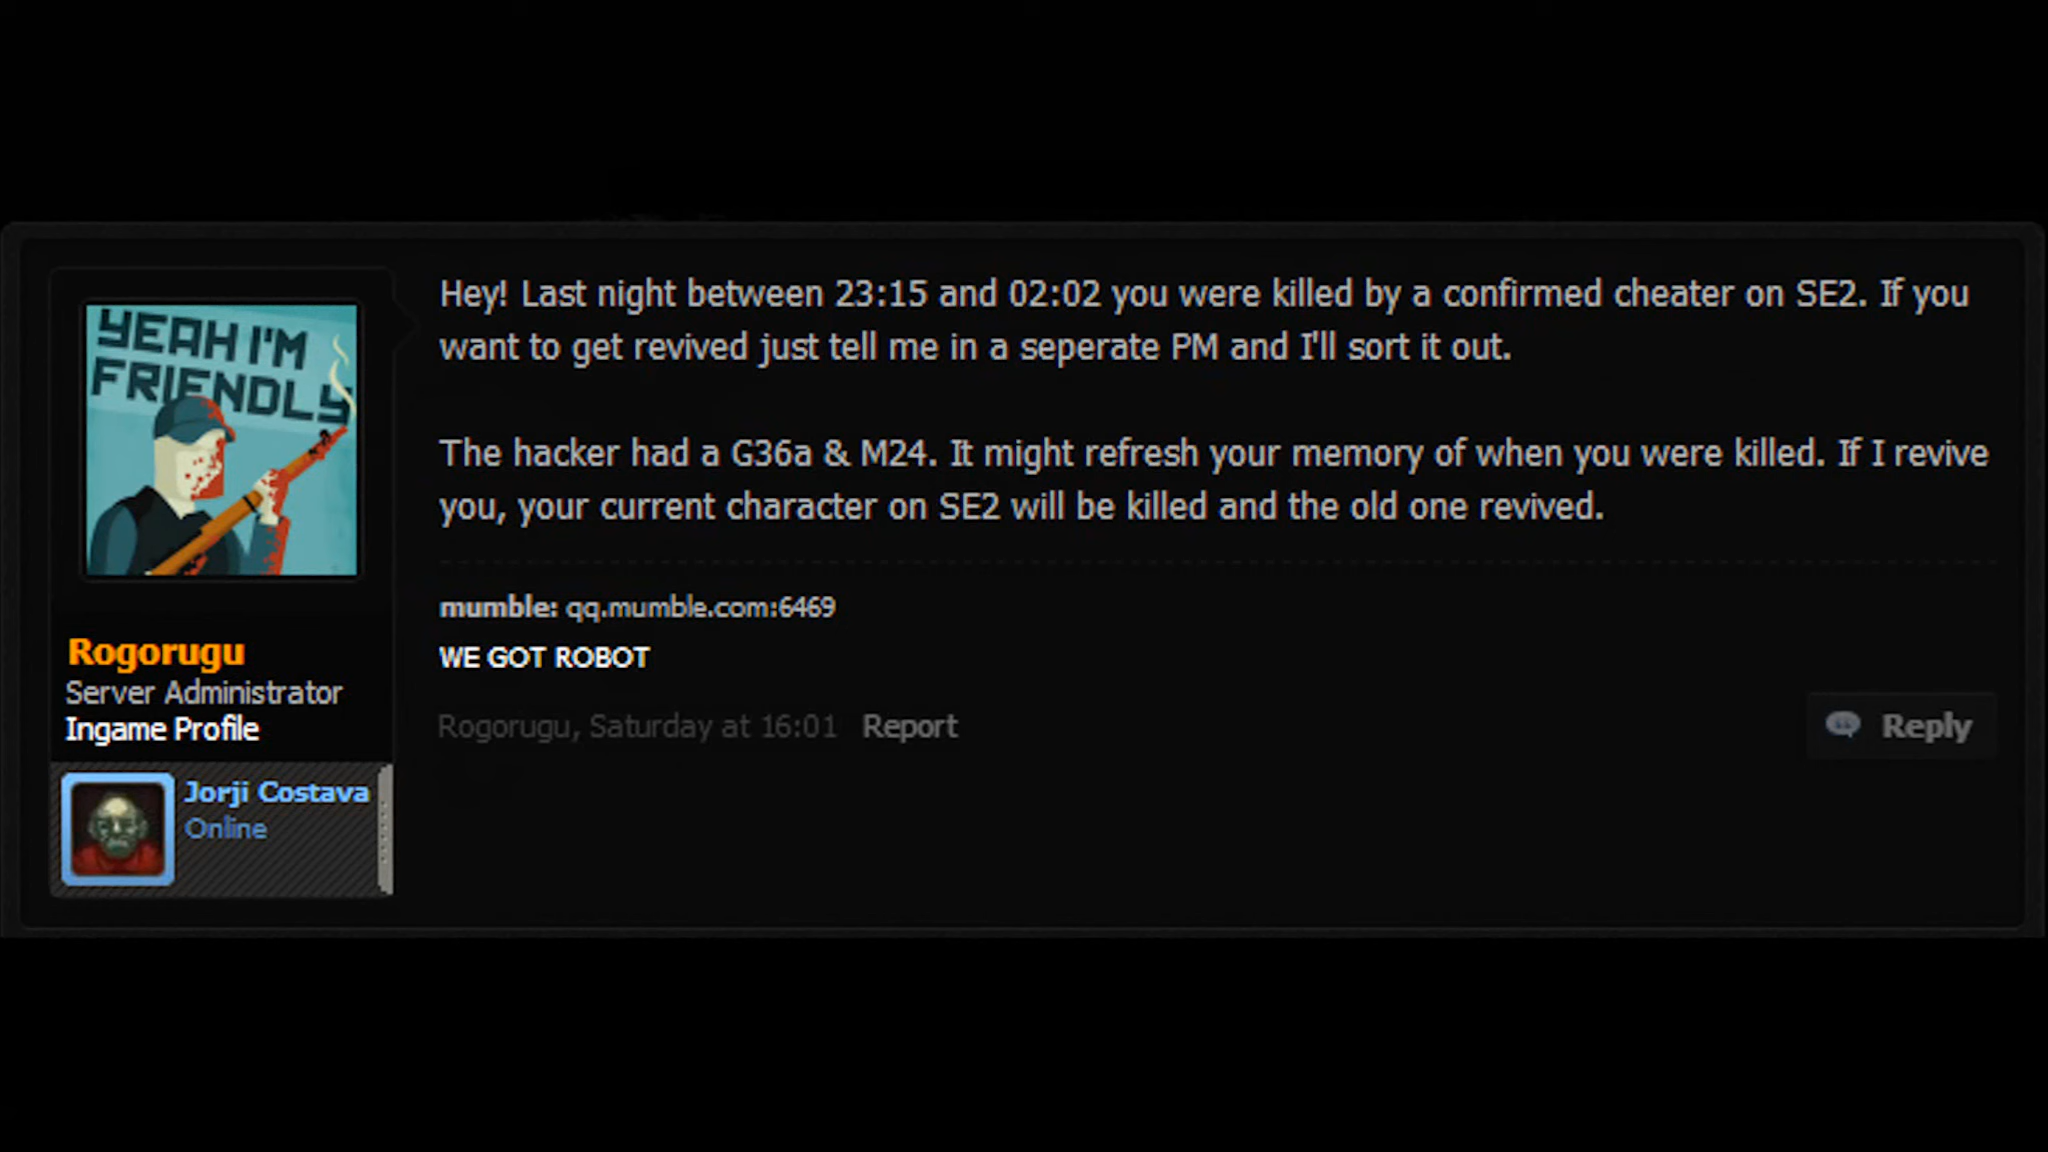 Hey! Last night between 23:15 and 02:02 you were killed by a confirmed cheater on SE2. If you
want to get revived just tell me in a seperate PM and I'll sort it out.
The hacker had a G36a & M24. It might refresh your memory of when you were killed. If I revive
you, your current character on SE2 will be killed and the old one revived.
YEAH I'M
FRIENDLY
mumble: qq.mumble.com:6469
WE GOT ROBOT
Rogorugu
Server Administrator
Ingame Profile
Rogorugu, Saturday at 16:01 Report
Reply
Jorji Costava
Online